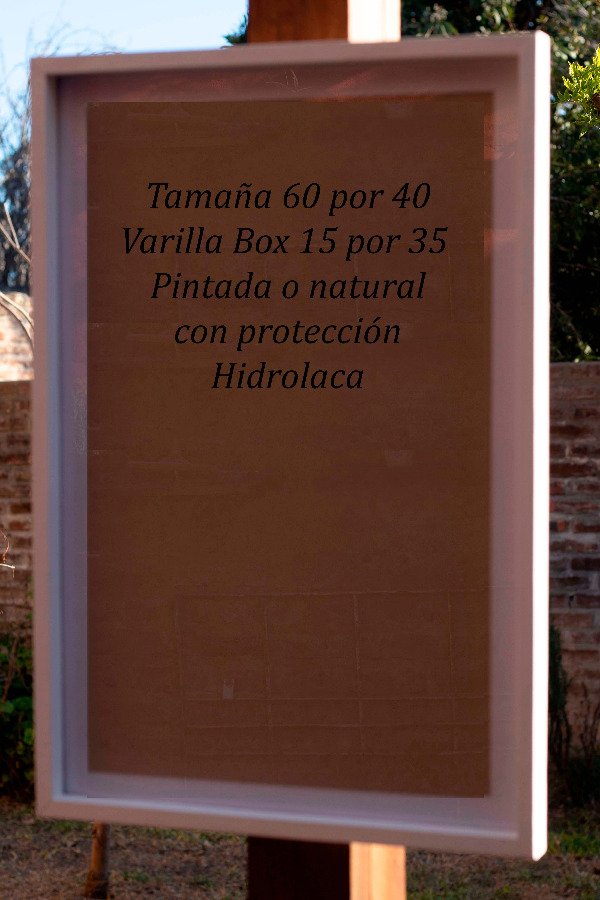 Tamaña 60 por 40
Varilla Box 15 por 35
Pintada o natural
con protección
Hidrolaca